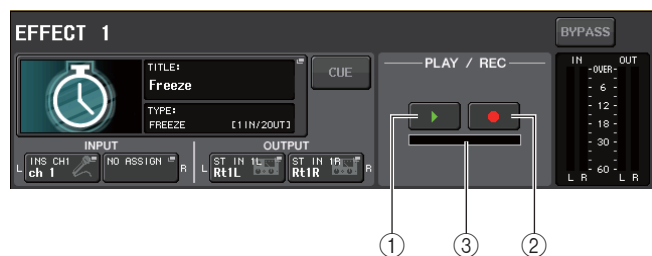 EFFECT 1
BYPASS
TITLE:
Freeze
CUE
TYPE:
FREEZE [1IN/2OUT]
PLAY / REC
IN OUT
-OVER-
- 6 -
- 12 -
- 18 -
- 30 -
- 60 -
L R L R
INPUT
L INS CH1 ch 1
NO ASSIGN R
OUTPUT
L ST IN 1L Rt1L
ST IN 1R Rt1R R
1 3 2